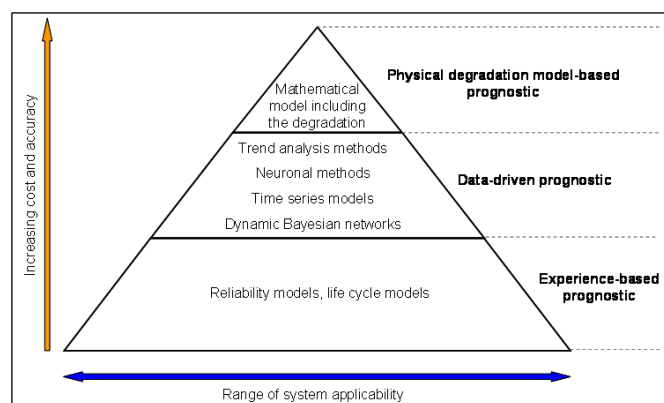 Increasing cost and accuracy
Mathematical
model including
the degradation
Physical degradation model-based
prognostic
Trend analysis methods
Neuronal methods
Time series models
Dynamic Bayesian networks
Data-driven prognostic
Reliability models, life cycle models
Experience-based
prognostic
Range of system applicability